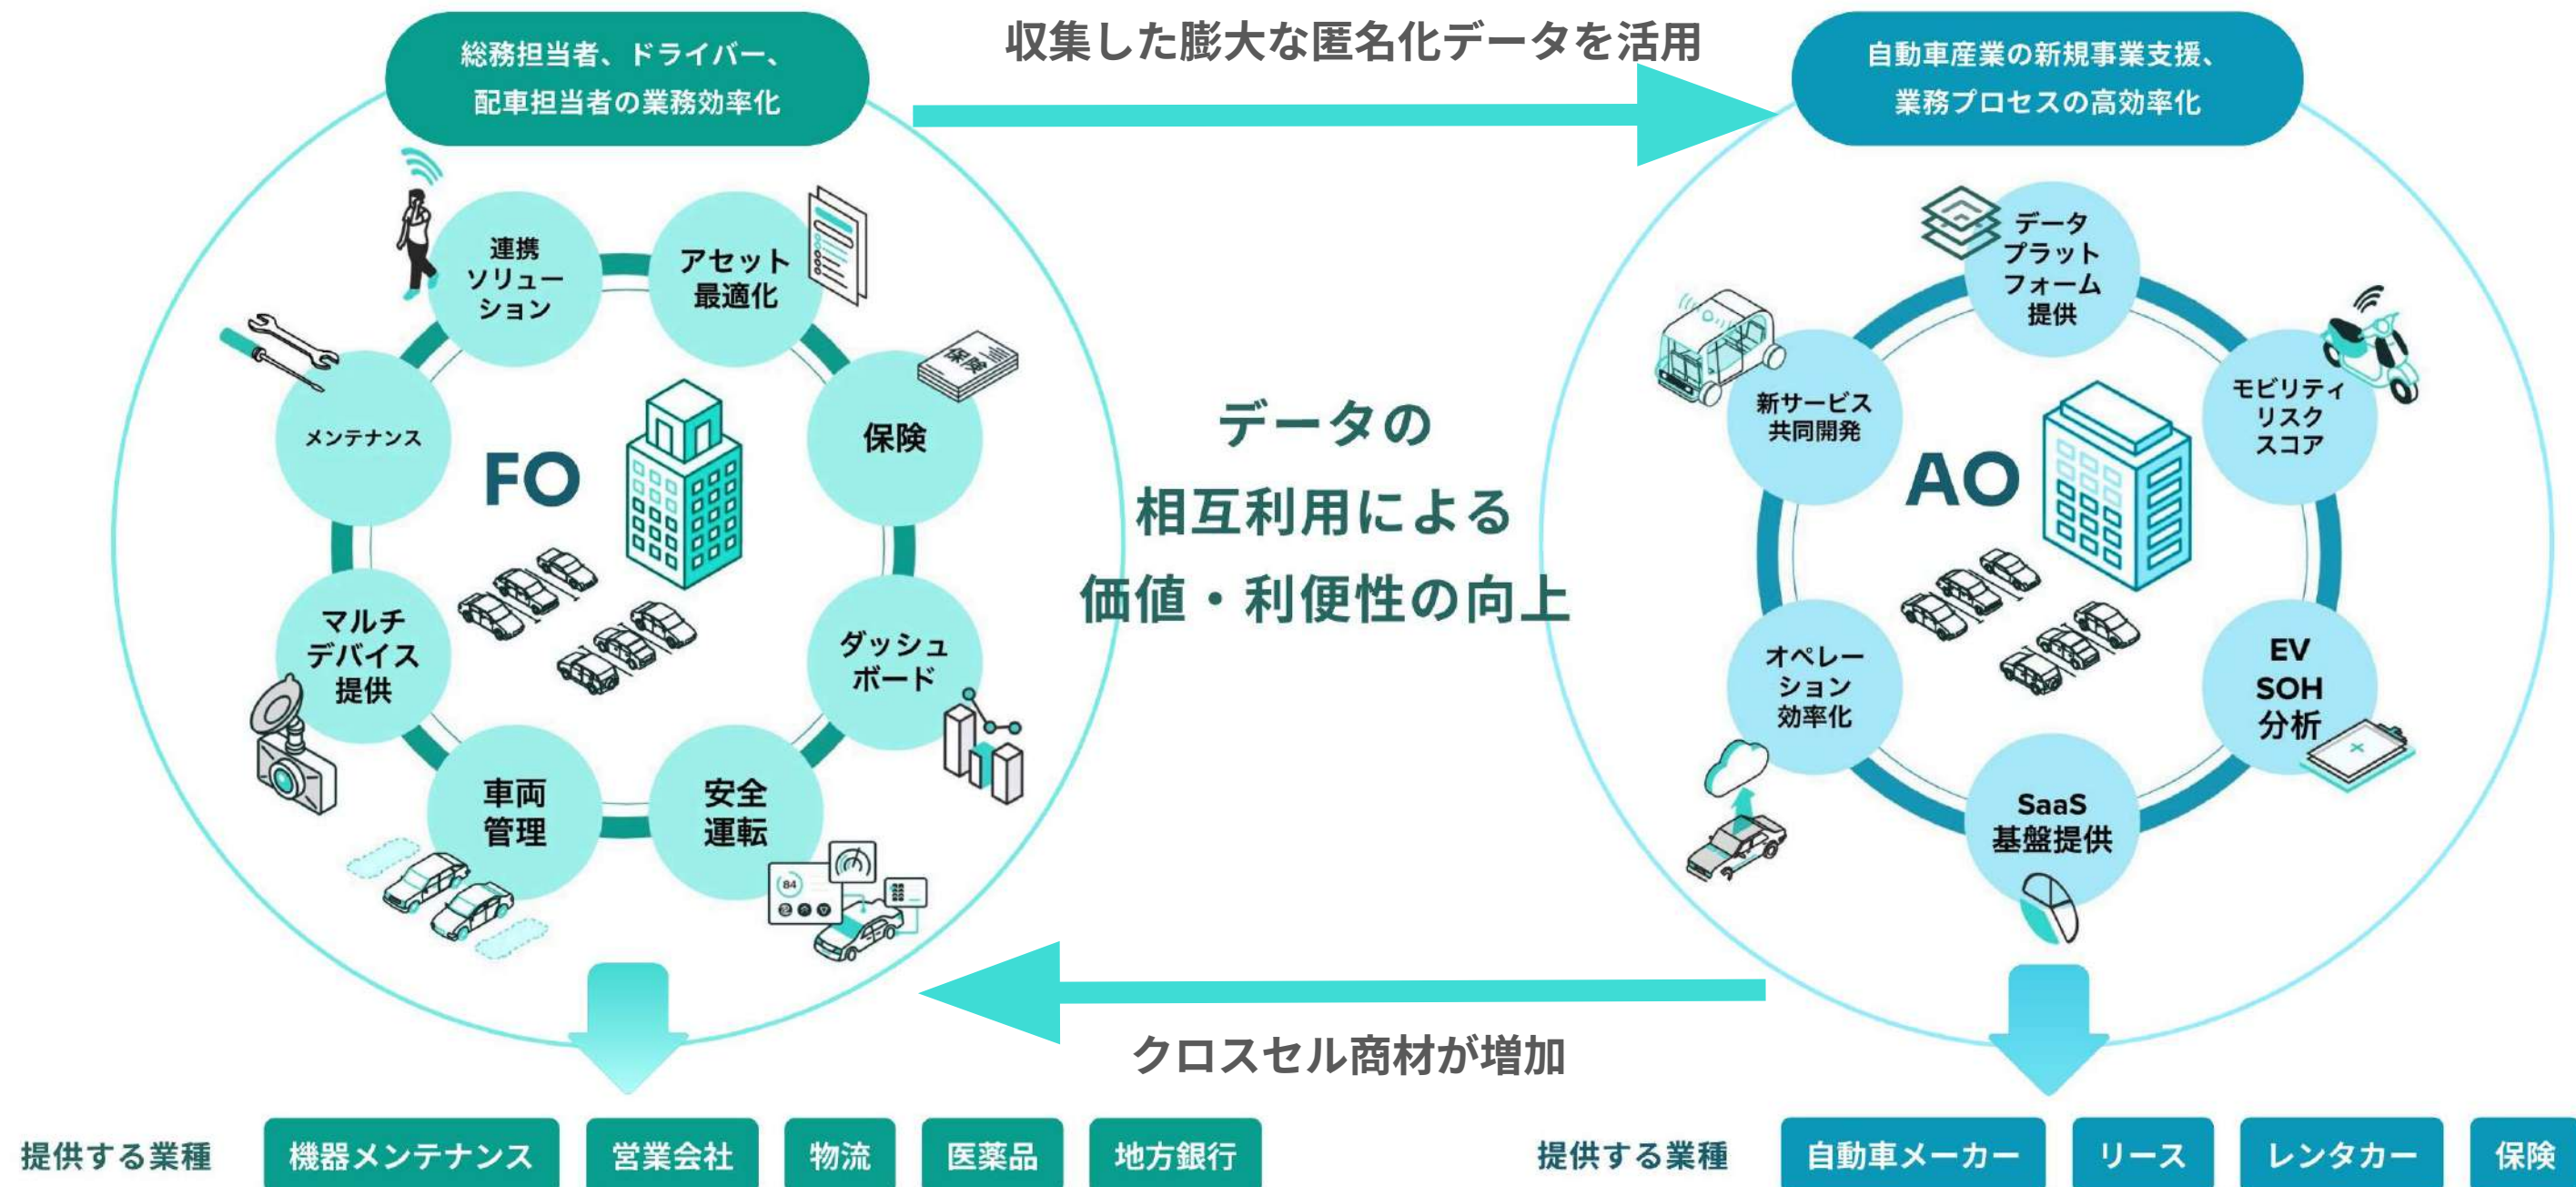 総務担当者、ドライバー、
配車担当者の業務効率化
収集した膨大な匿名化データを活用
自動車産業の新規事業支援、
業務プロセスの高効率化
連携
ソリュー
ション
アセット
最適化
保険
保険
メンテナンス
FO
マルチ
デバイス
提供
ダッシュ
ボード
車両
管理
安全
運転
84
データの
相互利用による
価値・利便性の向上
データ
プラット
フォーム
提供
新サービス
共同開発
モビリティ
リスク
スコア
AO
オペレー
ション
効率化
EV
SOH
分析
SaaS
基盤提供
クロスセル商材が増加
提供する業種
機器メンテナンス
営業会社
物流
医薬品
地方銀行
提供する業種
自動車メーカー
リース
レンタカー
保険